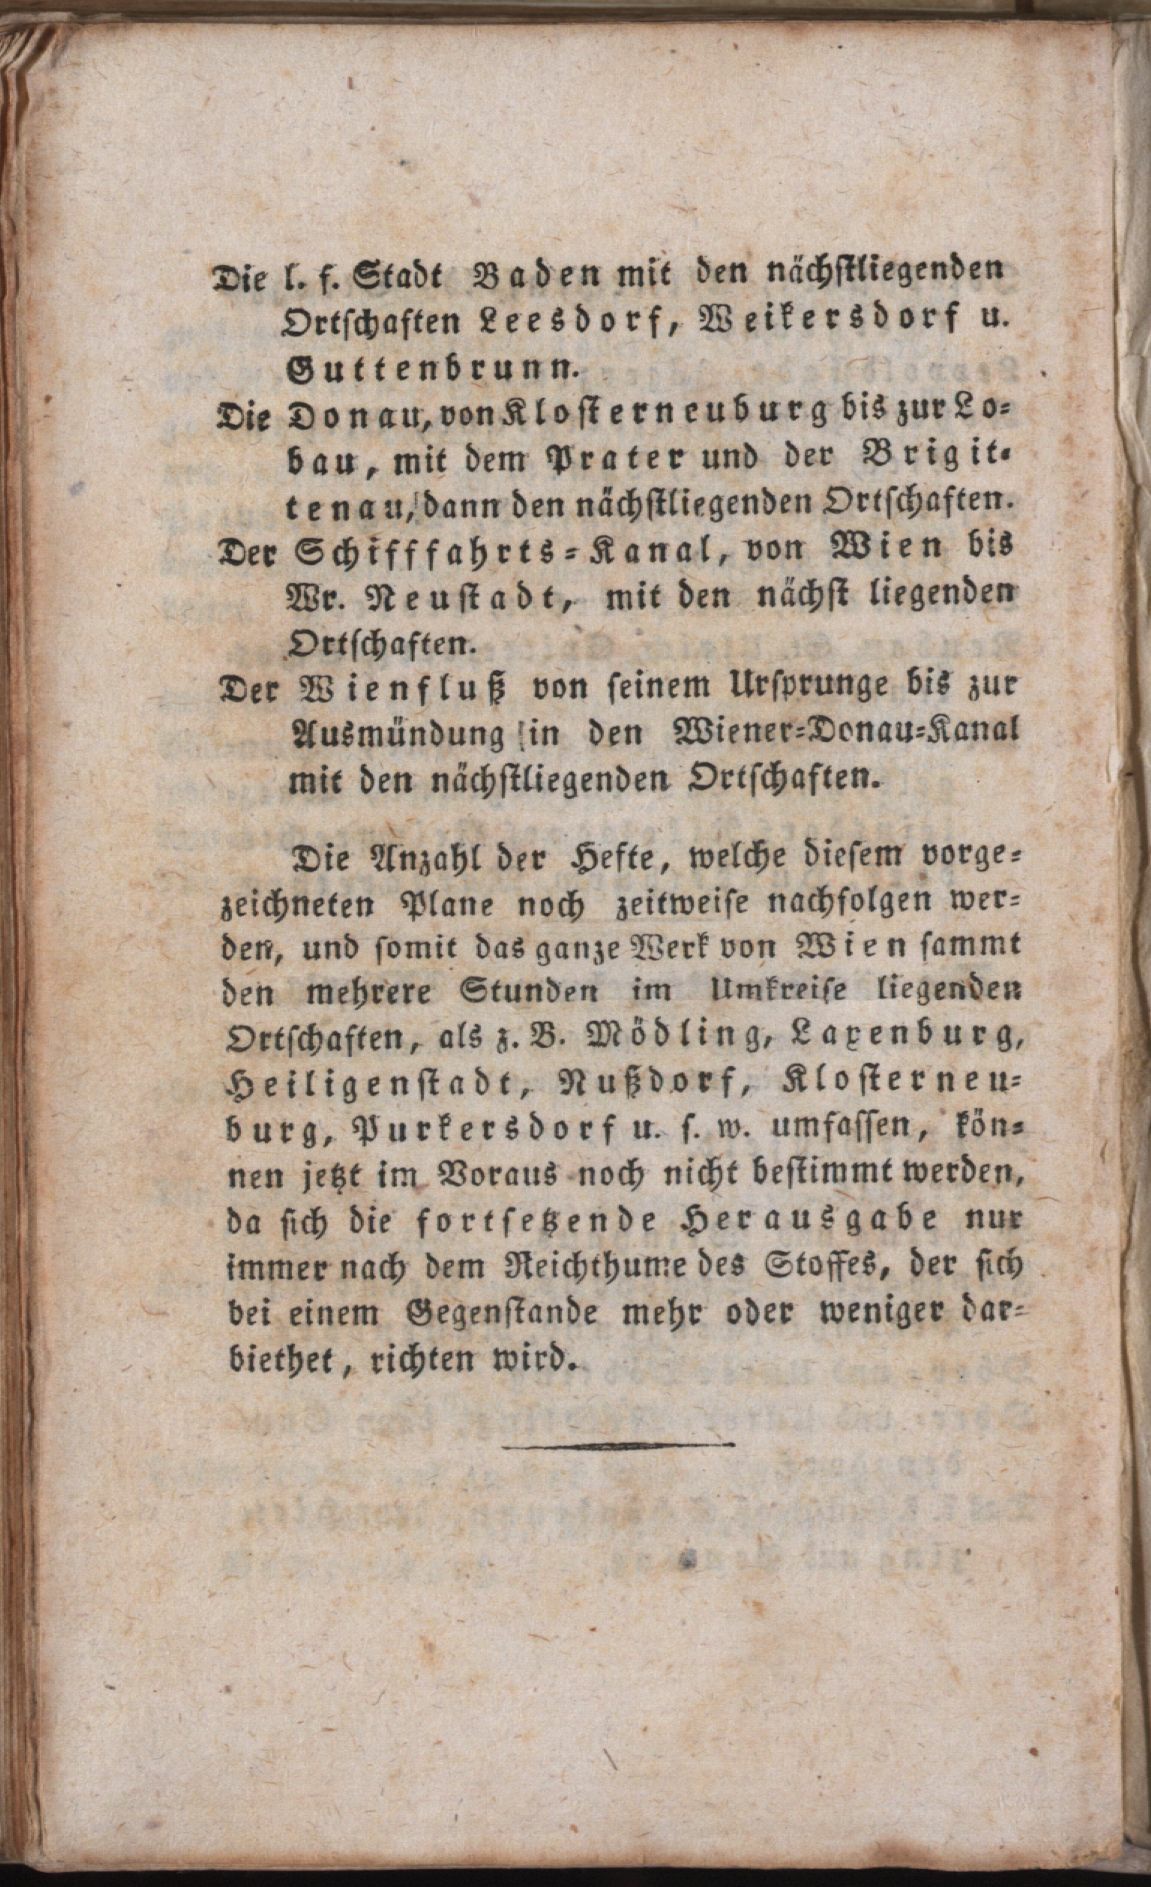 Die l. f. Stadt Baden mit den nächstliegenden
Ortschaften Leesdorf, Weikersdorf u.
Guttenbrunn.
Die Donau, von Klosterneuburg bis zur Lo-
bau, mit dem Prater und der Brigit-
tenau, dann den nächstliegenden Ortschaften.
Der Schifffahrts-Kanal, von Wien bis
Wr. Neustadt, mit den nächst liegenden
Ortschaften.
Der Wienfluß von seinem Ursprunge bis zur
Ausmündung in den Wiener-Donau-Kanal
mit den nächstliegenden Ortschaften.
Die Anzahl der Hefte, welche diesem vorge-
zeichneten Plane noch zeitweise nachfolgen wer-
den, und somit das ganze Werk von Wien sammt
den mehrere Stunden im Umkreise liegenden
Ortschaften, als z. B. Mödling, Laxenburg,
Heiligenstadt, Nußdorf, Klosterneu-
burg, Purkersdorf u. s. w. umfassen, kön-
nen jetzt im Voraus noch nicht bestimmt werden,
da sich die fortsetzende Herausgabe nur
immer nach dem Reichthume des Stoffes, der sich
bei einem Gegenstande mehr oder weniger dar-
biethet, richten wird.